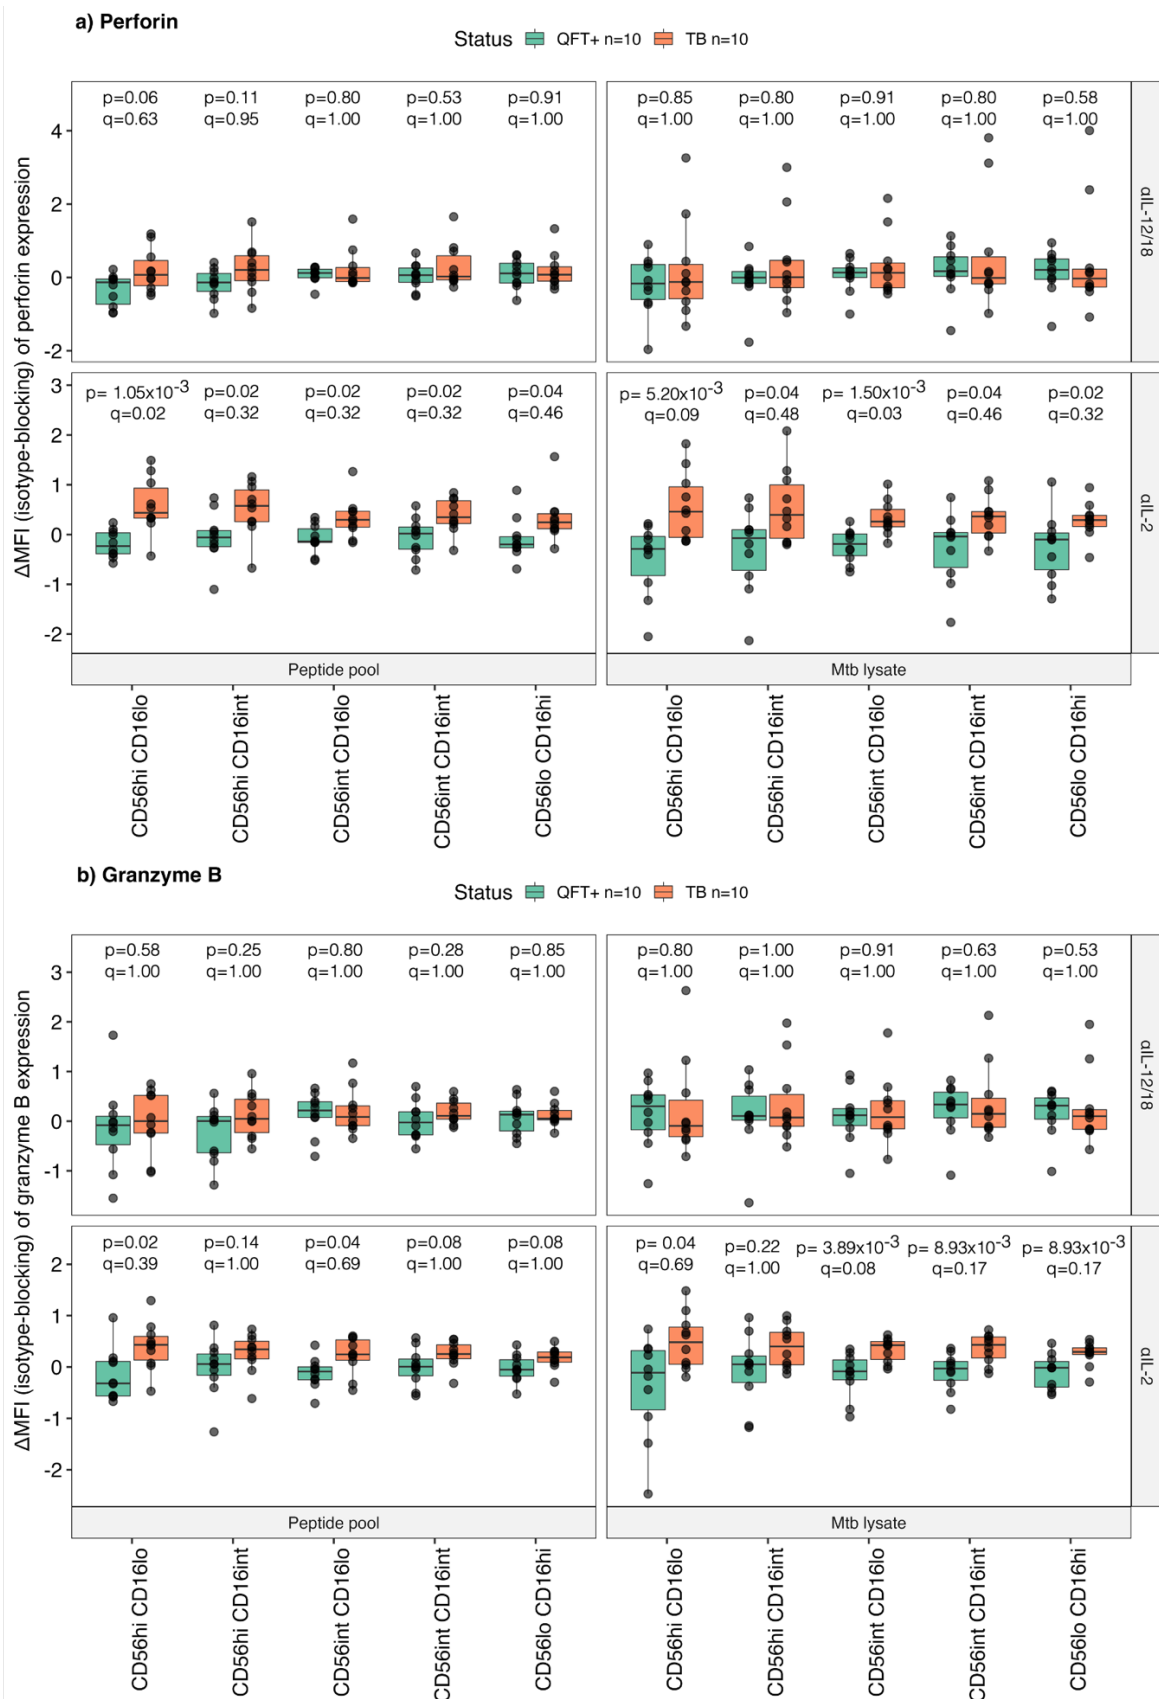 a) Perforin
Status QFT+ n=10 TB n=10
p=0.06 p=0.11 p=0.80 p=0.53 p=0.91 p=0.85 p=0.80 p=0.91 p=0.80 p=0.58
q=0.63 q=0.95 q=1.00 q=1.00 q=1.00 q=1.00 q=1.00 q=1.00 q=1.00 q=1.00
4
2
0
-2
αIL-12/18
ΔMFI (isotype-blocking) of perforin expression
p= 1.05x10⁻³ p=0.02 p=0.02 p=0.02 p=0.04 p= 5.20x10⁻³ p=0.04 p= 1.50x10⁻³ p=0.04 p=0.02
q=0.02 q=0.32 q=0.32 q=0.32 q=0.46 q=0.09 q=0.48 q=0.03 q=0.46 q=0.32
3
2
1
0
-1
-2
αIL-2
Peptide pool Mtb lysate
CD56hi CD16lo
CD56hi CD16int
CD56int CD16lo
CD56int CD16int
CD56lo CD16hi
CD56hi CD16lo
CD56hi CD16int
CD56int CD16lo
CD56int CD16int
CD56lo CD16hi
b) Granzyme B
Status QFT+ n=10 TB n=10
p=0.58 p=0.25 p=0.80 p=0.28 p=0.85 p=0.80 p=1.00 p=0.91 p=0.63 p=0.53
q=1.00 q=1.00 q=1.00 q=1.00 q=1.00 q=1.00 q=1.00 q=1.00 q=1.00 q=1.00
3
2
1
0
-1
αIL-12/18
ΔMFI (isotype-blocking) of granzyme B expression
p=0.02 p=0.14 p=0.04 p=0.08 p=0.08 p= 0.04 p=0.22 p= 3.89x10⁻³ p= 8.93x10⁻³ p= 8.93x10⁻³
q=0.39 q=1.00 q=0.69 q=1.00 q=1.00 q=0.69 q=1.00 q=0.08 q=0.17 q=0.17
2
1
0
-1
-2
αIL-2
Peptide pool Mtb lysate
CD56hi CD16lo
CD56hi CD16int
CD56int CD16lo
CD56int CD16int
CD56lo CD16hi
CD56hi CD16lo
CD56hi CD16int
CD56int CD16lo
CD56int CD16int
CD56lo CD16hi